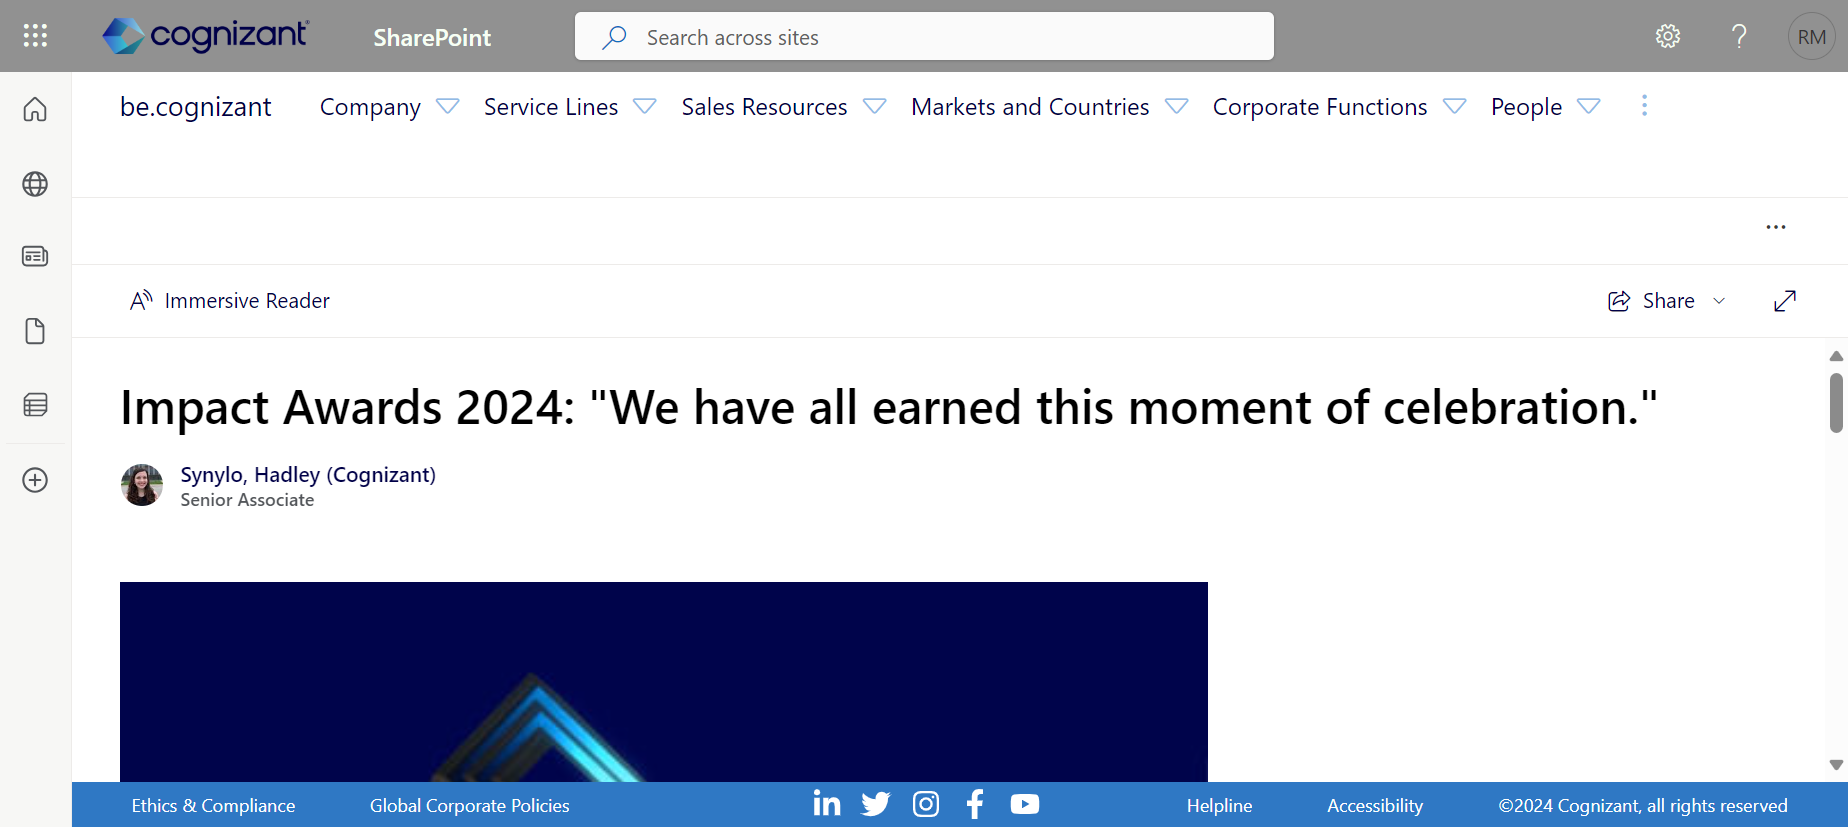 cognizant
SharePoint
Search across sites
RM
be.cognizant
Company
Service Lines
Sales Resources
Markets and Countries
Corporate Functions
People
Immersive Reader
Share
Impact Awards 2024: "We have all earned this moment of celebration."
Synylo, Hadley (Cognizant)
Senior Associate
Ethics & Compliance
Global Corporate Policies
Helpline
Accessibility
©2024 Cognizant, all rights reserved